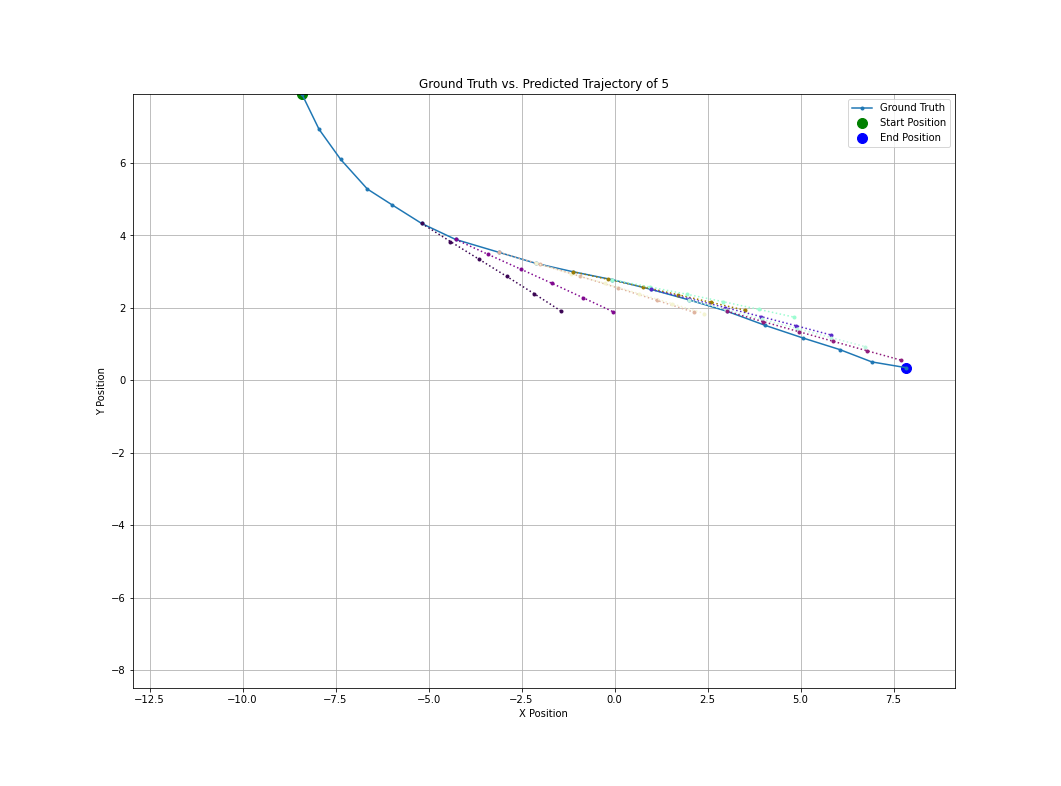 Ground Truth vs. Predicted Trajectory of 5
Ground Truth
Start Position
End Position
6
4
2
0
−2
−4
−6
−8
Y Position
−12.5 −10.0 −7.5 −5.0 −2.5 0.0 2.5 5.0 7.5
X Position